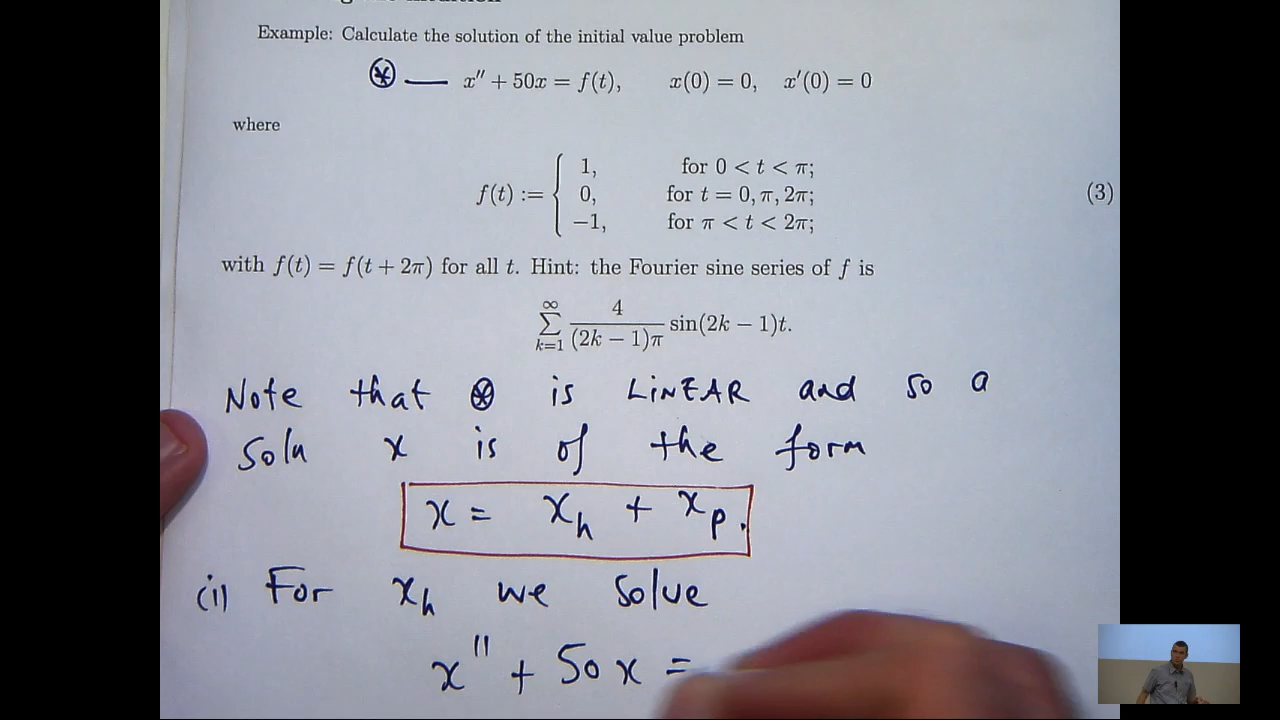 Example: Calculate the solution of the initial value problem
⊛ — x″ + 50x = f(t), x(0) = 0, x′(0) = 0
where
f(t) := { 1, for 0 < t < π;
0, for t = 0, π, 2π; (3)
−1, for π < t < 2π;
with f(t) = f(t + 2π) for all t. Hint: the Fourier sine series of f is
∑_{k=1}^{∞} 4/((2k − 1)π) sin(2k − 1)t.
Note that ⊛ is LiNEAR and so a
Soln x is of the form
x = x_h + x_p.
(i) For x_h we solve
x″ + 50x =